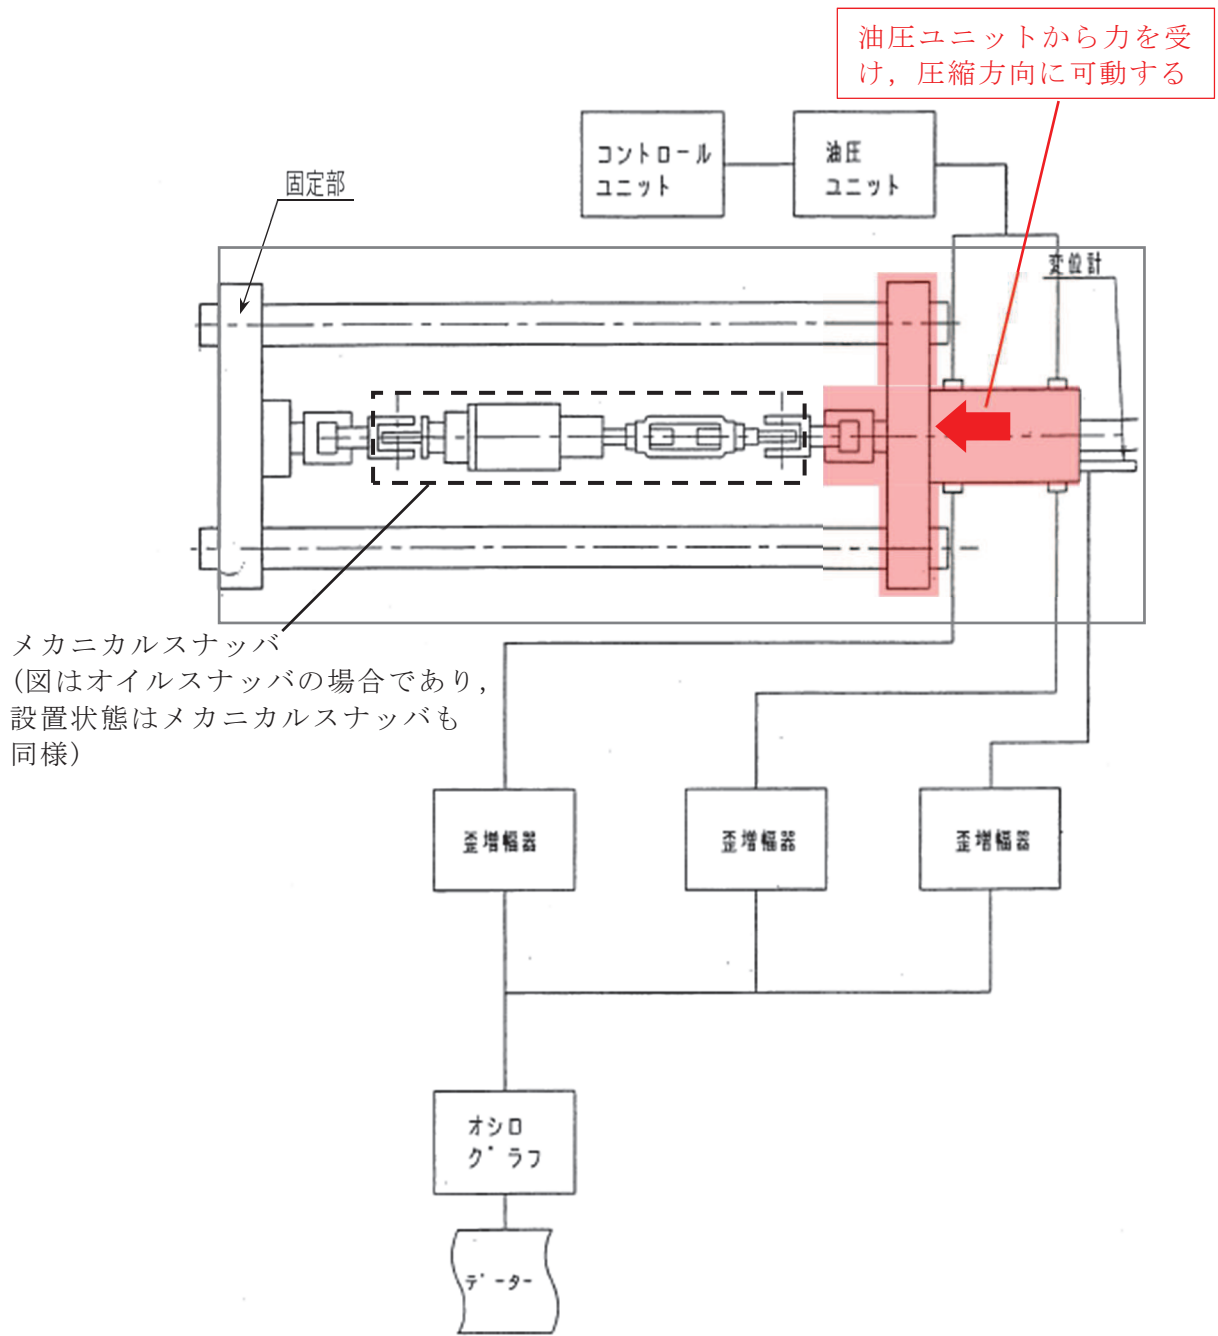 油圧ユニットから力を受
け，圧縮方向に可動する
コントロール
ユニット
油圧
ユニット
固定部
変位計
メカニカルスナッバ
(図はオイルスナッバの場合であり，
設置状態はメカニカルスナッバも
同様)
歪増幅器
歪増幅器
歪増幅器
オシロ
グラフ
データー